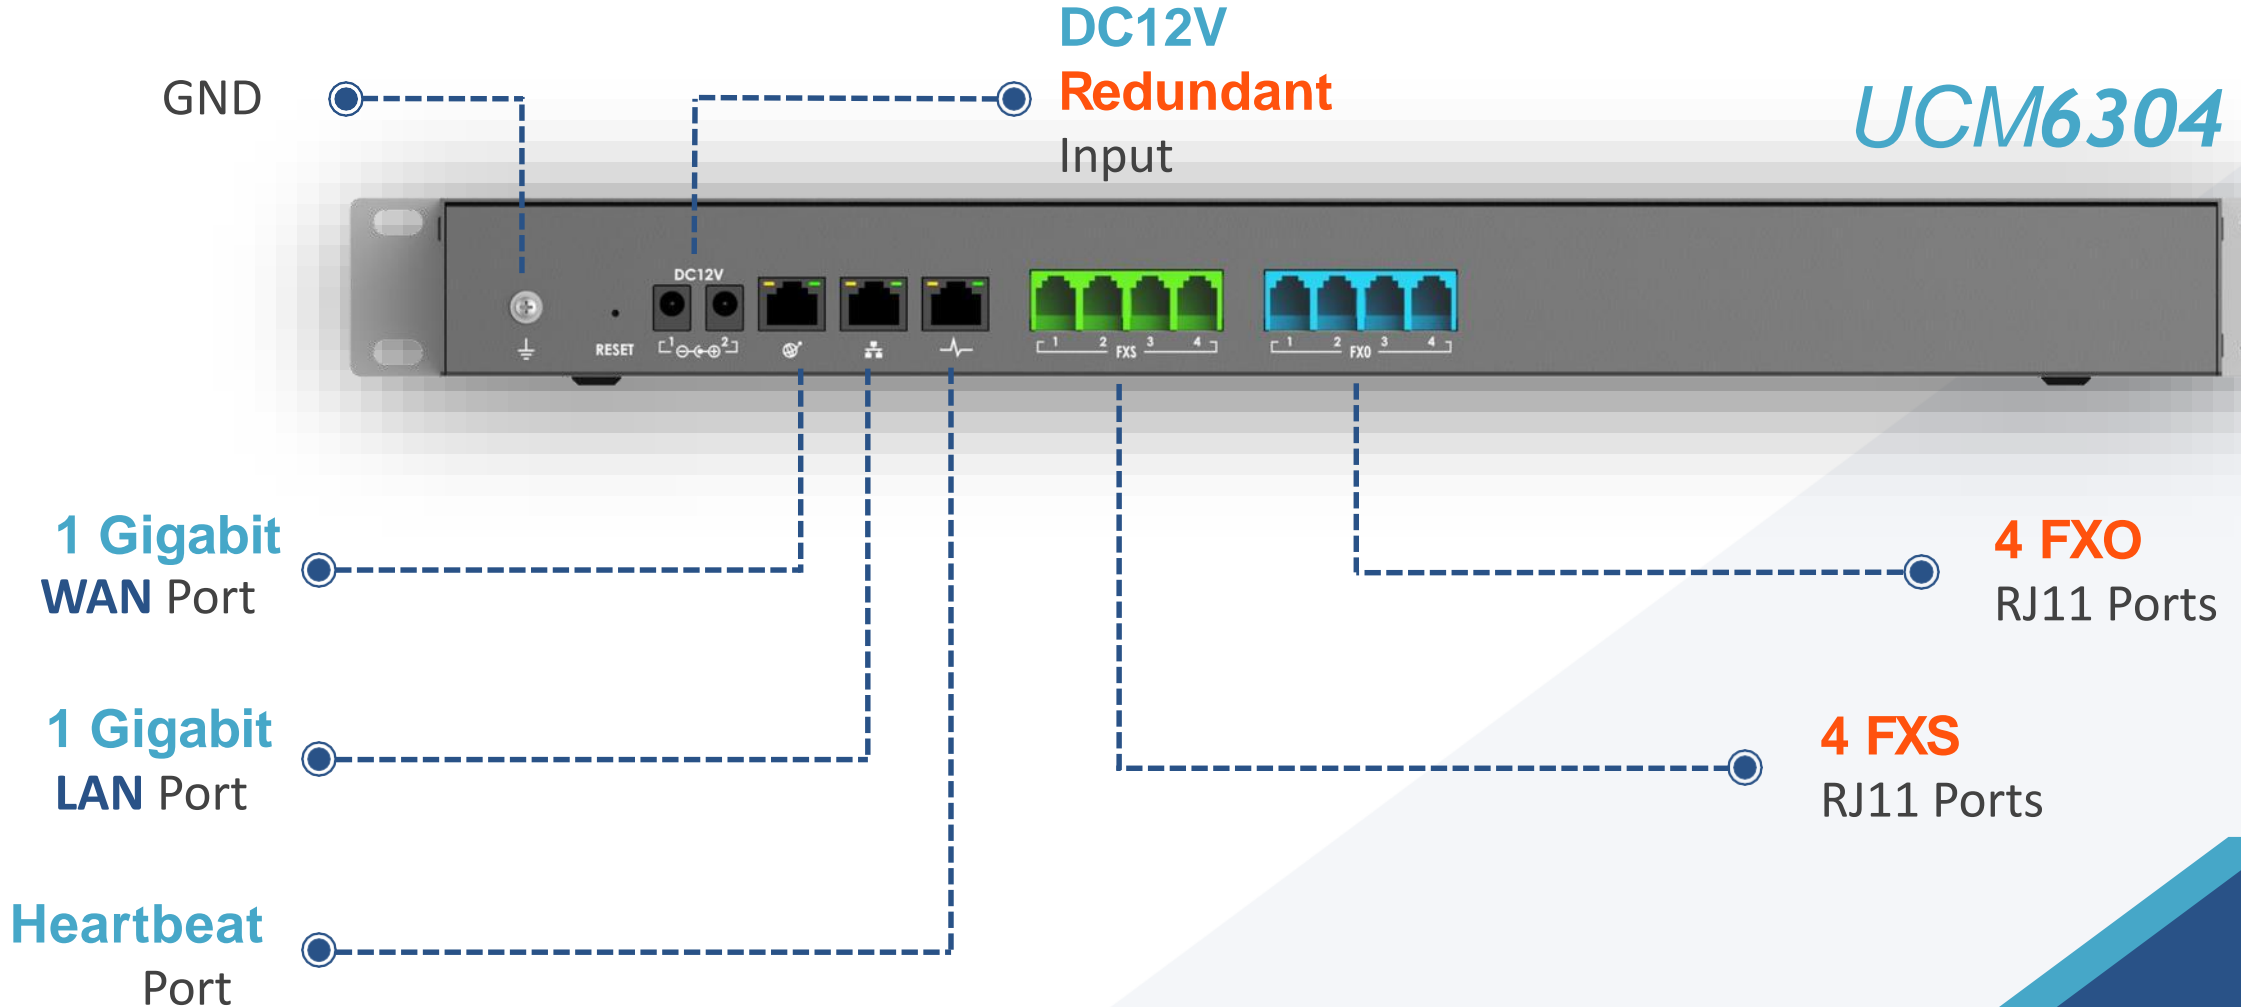 DC12V
Redundant
Input
GND
UCM6304
DC12V
RESET
1 2
1 2 3 4
FXS
1 2 3 4
FXO
1 Gigabit
WAN Port
4 FXO
RJ11 Ports
1 Gigabit
LAN Port
4 FXS
RJ11 Ports
Heartbeat
Port